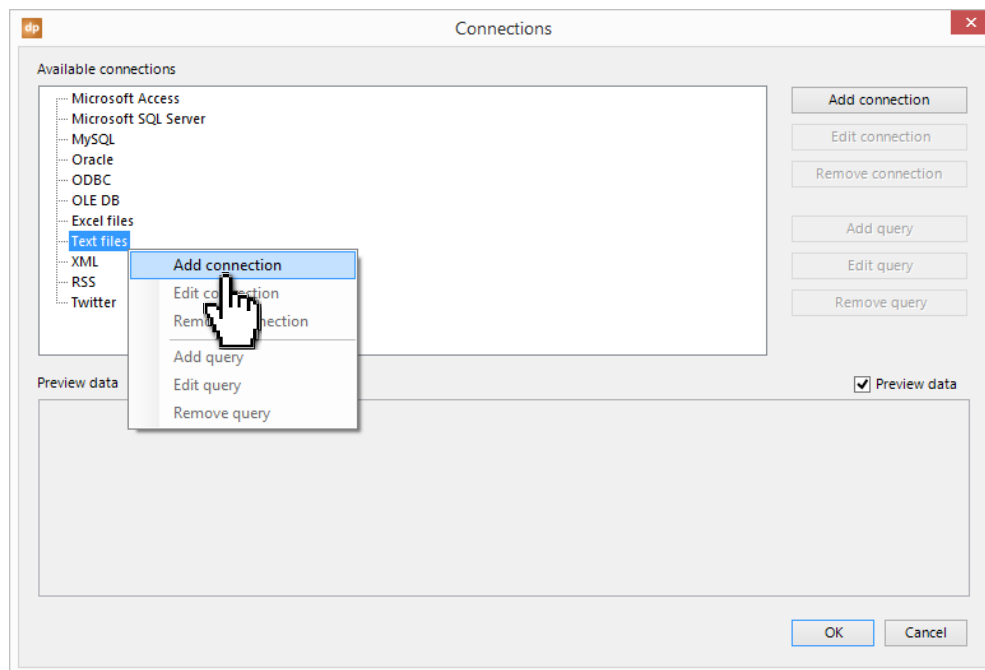 dp
Connections
Available connections
Microsoft Access
Microsoft SQL Server
MySQL
Oracle
ODBC
OLE DB
Excel files
Text files
XML
RSS
Twitter
Add connection
Edit connection
Remove connection
Add query
Edit query
Remove query
Add connection
Edit
Add query
Edit query
Remove query
Preview data
Preview data
OK
Cancel